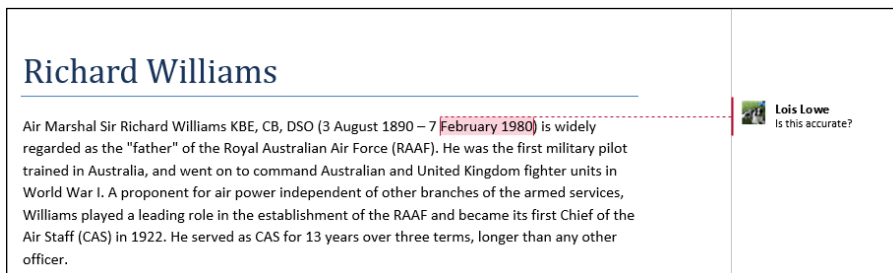 Richard Williams
Air Marshal Sir Richard Williams KBE, CB, DSO (3 August 1890 – 7 February 1980) is widely
regarded as the "father" of the Royal Australian Air Force (RAAF). He was the first military pilot
trained in Australia, and went on to command Australian and United Kingdom fighter units in
World War I. A proponent for air power independent of other branches of the armed services,
Williams played a leading role in the establishment of the RAAF and became its first Chief of the
Air Staff (CAS) in 1922. He served as CAS for 13 years over three terms, longer than any other
officer.
Lois Lowe
Is this accurate?